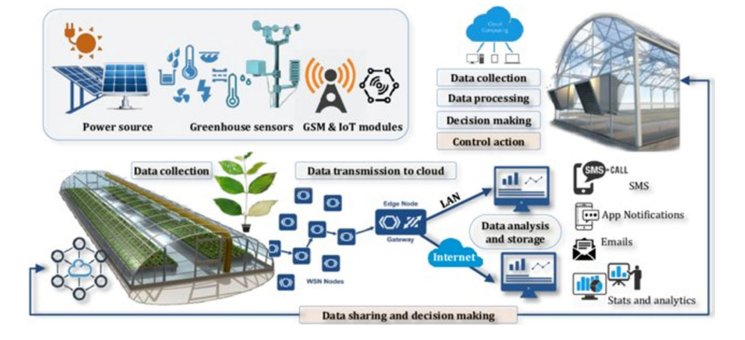 Cloud
Computing
Power source
Greenhouse sensors
GSM & IoT modules
Data collection
Data processing
Decision making
Control action
Data collection
Data transmission to cloud
LAN
Edge Node
Gateway
WSN Nodes
Internet
Data analysis
and storage
SMS
CALL
SMS
App Notifications
Emails
Stats and analytics
Data sharing and decision making